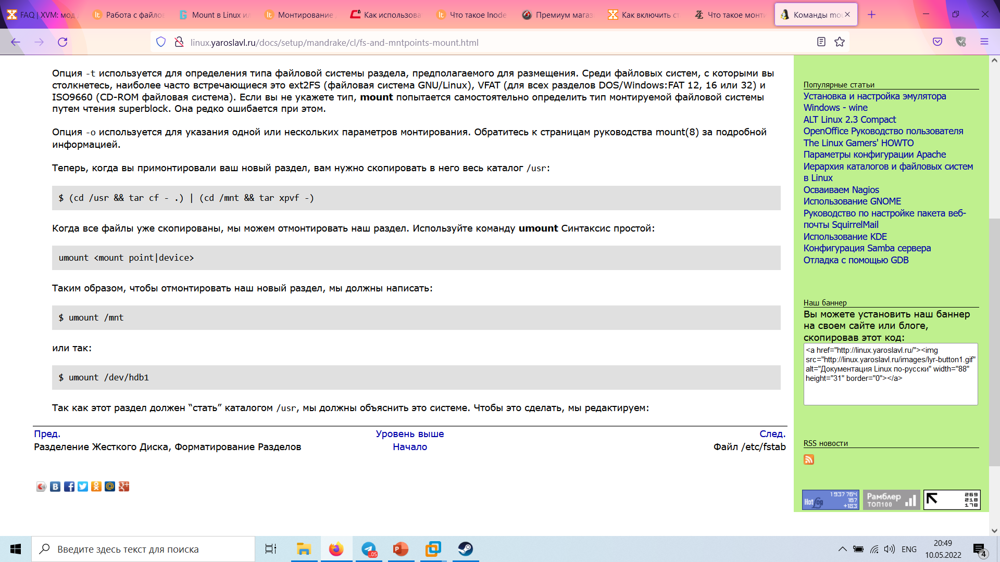 FAQ | XVM: мод
Работа с файлов
Mount в Linux ил
Монтирование
Как использова
Что такое Inode
Премиум магаз
Как включить ст
Что такое монти
Команды mou
linux.yaroslavl.ru/docs/setup/mandrake/cl/fs-and-mntpoints-mount.html
Опция -t используется для определения типа файловой системы раздела, предполагаемого для размещения. Среди файловых систем, с которыми вы
столкнетесь, наиболее часто встречающиеся это ext2FS (файловая система GNU/Linux), VFAT (для всех разделов DOS/Windows:FAT 12, 16 или 32) и
ISO9660 (CD-ROM файловая система). Если вы не укажете тип, mount попытается самостоятельно определить тип монтируемой файловой системы
путем чтения superblock. Она редко ошибается при этом.
Опция -o используется для указания одной или нескольких параметров монтирования. Обратитесь к страницам руководства mount(8) за подробной
информацией.
Теперь, когда вы примонтировали ваш новый раздел, вам нужно скопировать в него весь каталог /usr:
$ (cd /usr && tar cf - .) | (cd /mnt && tar xpvf -)
Когда все файлы уже скопированы, мы можем отмонтировать наш раздел. Используйте команду umount Синтаксис простой:
umount <mount point|device>
Таким образом, чтобы отмонтировать наш новый раздел, мы должны написать:
$ umount /mnt
или так:
$ umount /dev/hdb1
Так как этот раздел должен “стать” каталогом /usr, мы должны объяснить это системе. Чтобы это сделать, мы редактируем:
Пред.
Уровень выше
След.
Разделение Жесткого Диска, Форматирование Разделов
Начало
Файл /etc/fstab
Популярные статьи
Установка и настройка эмулятора
Windows - wine
ALT Linux 2.3 Compact
OpenOffice Руководство пользователя
The Linux Gamers' HOWTO
Параметры конфигурации Apache
Иерархия каталогов и файловых систем
в Linux
Осваиваем Nagios
Использование GNOME
Руководство по настройке пакета веб-
почты SquirrelMail
Использование KDE
Конфигурация Samba сервера
Отладка с помощью GDB
Наш баннер
Вы можете установить наш баннер
на своем сайте или блоге,
скопировав этот код:
<a href="http://linux.yaroslavl.ru/"><img
src="http://linux.yaroslavl.ru/images/lyr-button1.gif"
alt="Документация Linux по-русски" width="88"
height="31" border="0"></a>
RSS новости
HotLog
1937764
167
+183
Рамблер
ТОП100
269
218
178
Введите здесь текст для поиска
ENG
20:49
10.05.2022
4